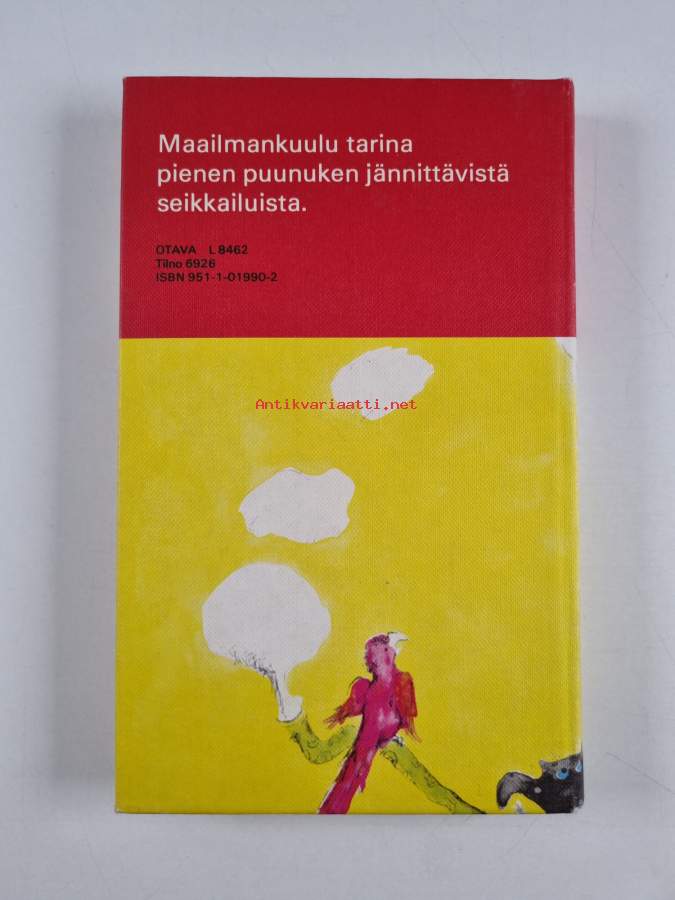 Maailmankuulu tarina
pienen puunuken jännittävistä
seikkailuista.
OTAVA L 8462
Tilno 6926
ISBN 951-1-01990-2
Antikvariaatti.net